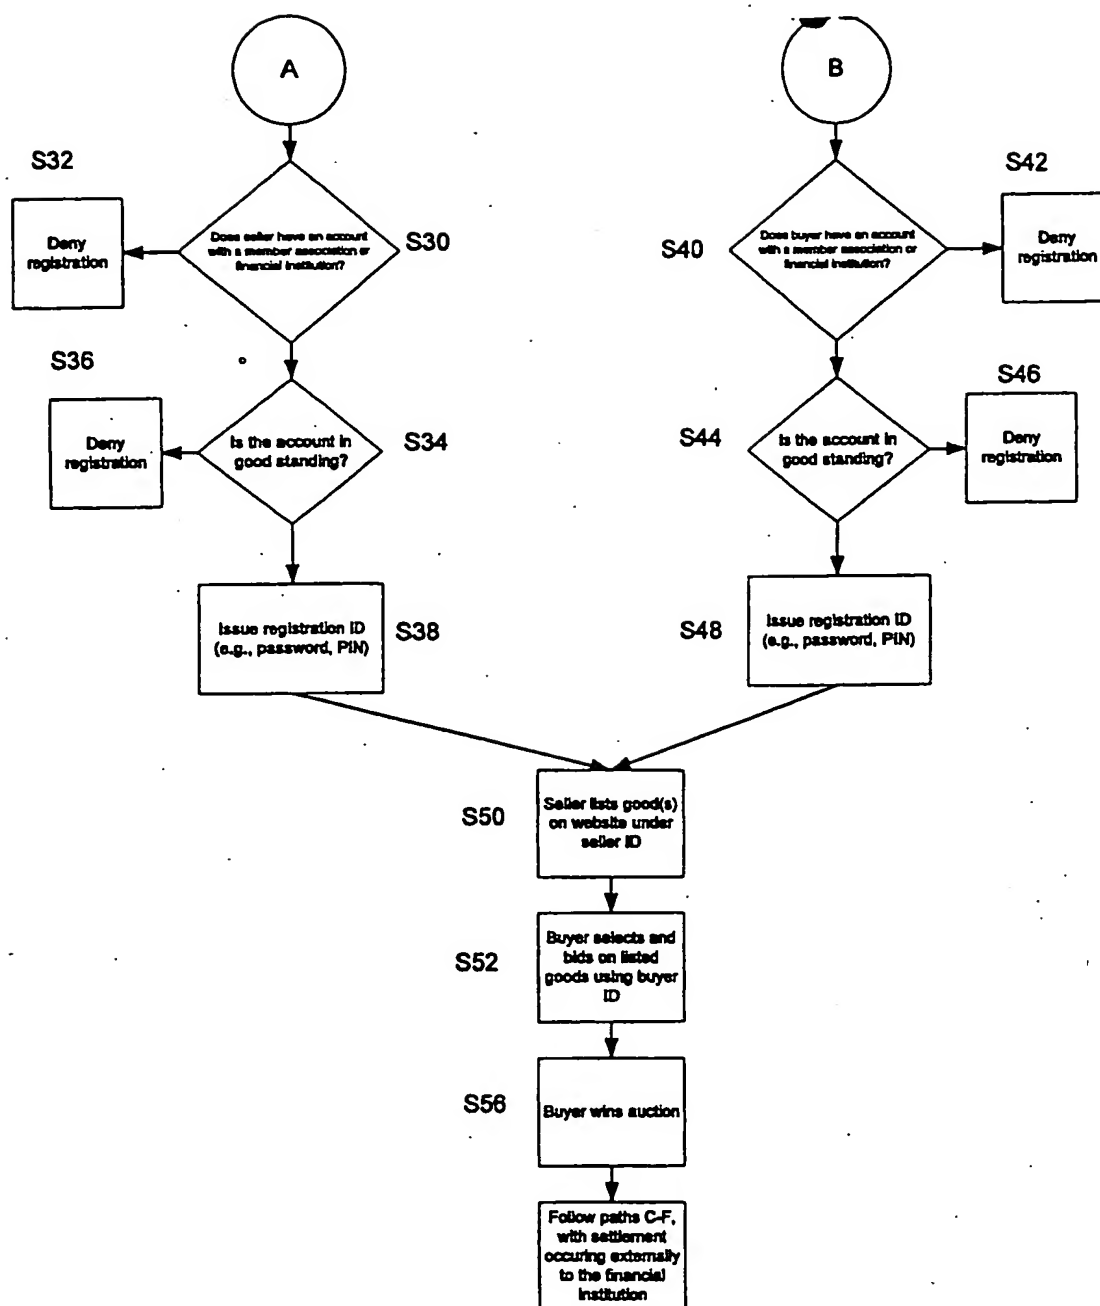 A
B
S32
S42
Deny
registration
Does seller have an account
with a member association or
financial institution?
S30
S40
Does buyer have an account
with a member association or
financial institution?
Deny
registration
S36
S46
Deny
registration
Is the account in
good standing?
S34
S44
Is the account in
good standing?
Deny
registration
Issue registration ID
(e.g., password, PIN)
S38
S48
Issue registration ID
(e.g., password, PIN)
S50
Seller lists good(s)
on website under
seller ID
S52
Buyer selects and
bids on listed
goods using buyer
ID
S56
Buyer wins auction
Follow paths C-F,
with settlement
occuring externally
to the financial
institution